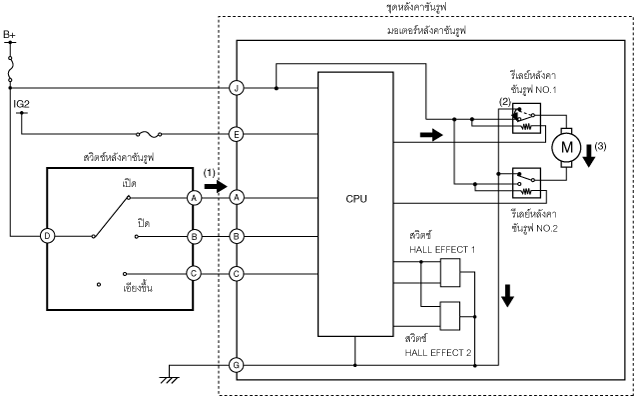 ชุดหลังคาซันรูฟ
มอเตอร์หลังคาซันรูฟ
B+
J
รีเลย์หลังคา
ซันรูฟ NO.1
(2)
IG2
E
M
(3)
สวิตช์หลังคาซันรูฟ
(1)
เปิด
A
A
CPU
ปิด
D
B
B
รีเลย์หลังคา
ซันรูฟ NO.2
สวิตช์
HALL EFFECT 1
C
C
เอียงขึ้น
สวิตช์
HALL EFFECT 2
G